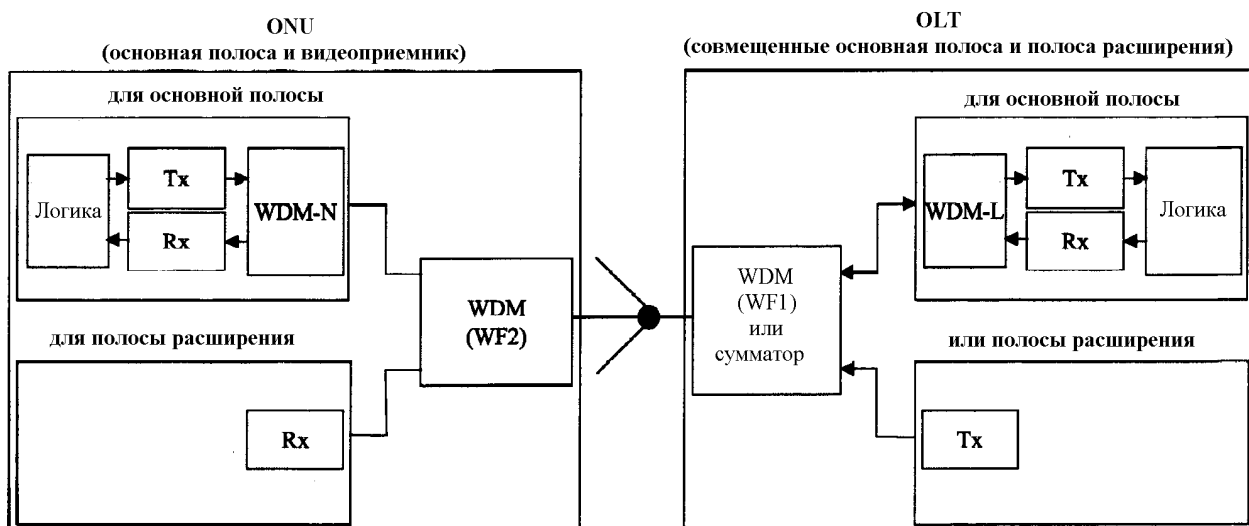 ONU
(основная полоса и видеоприемник)
для основной полосы
Логика
Tx
Rx
WDM-N
для полосы расширения
Rx
WDM
(WF2)
OLT
(совмещенные основная полоса и полоса расширения)
для основной полосы
WDM-L
Tx
Rx
Логика
WDM
(WF1)
или
сумматор
или полосы расширения
Tx